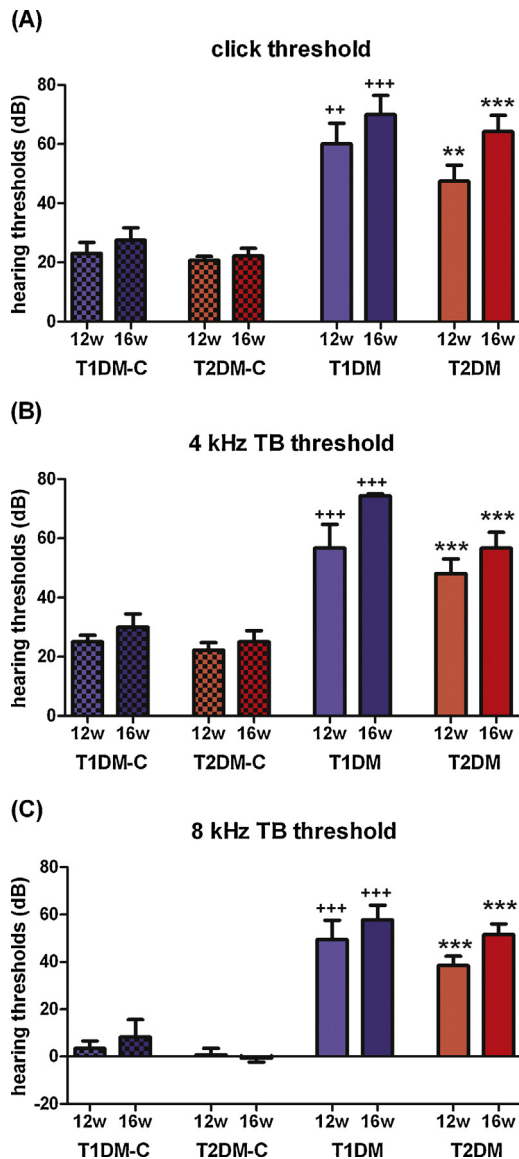 (A)
click threshold
hearing thresholds (dB)
80
60
40
20
0
++
+++
**
***
12w 16w 12w 16w 12w 16w 12w 16w
T1DM-C T2DM-C T1DM T2DM
(B)
4 kHz TB threshold
hearing thresholds (dB)
80
60
40
20
0
+++
+++
***
***
12w 16w 12w 16w 12w 16w 12w 16w
T1DM-C T2DM-C T1DM T2DM
(C)
8 kHz TB threshold
hearing thresholds (dB)
80
60
40
20
0
-20
+++
+++
***
***
12w 16w 12w 16w 12w 16w 12w 16w
T1DM-C T2DM-C T1DM T2DM